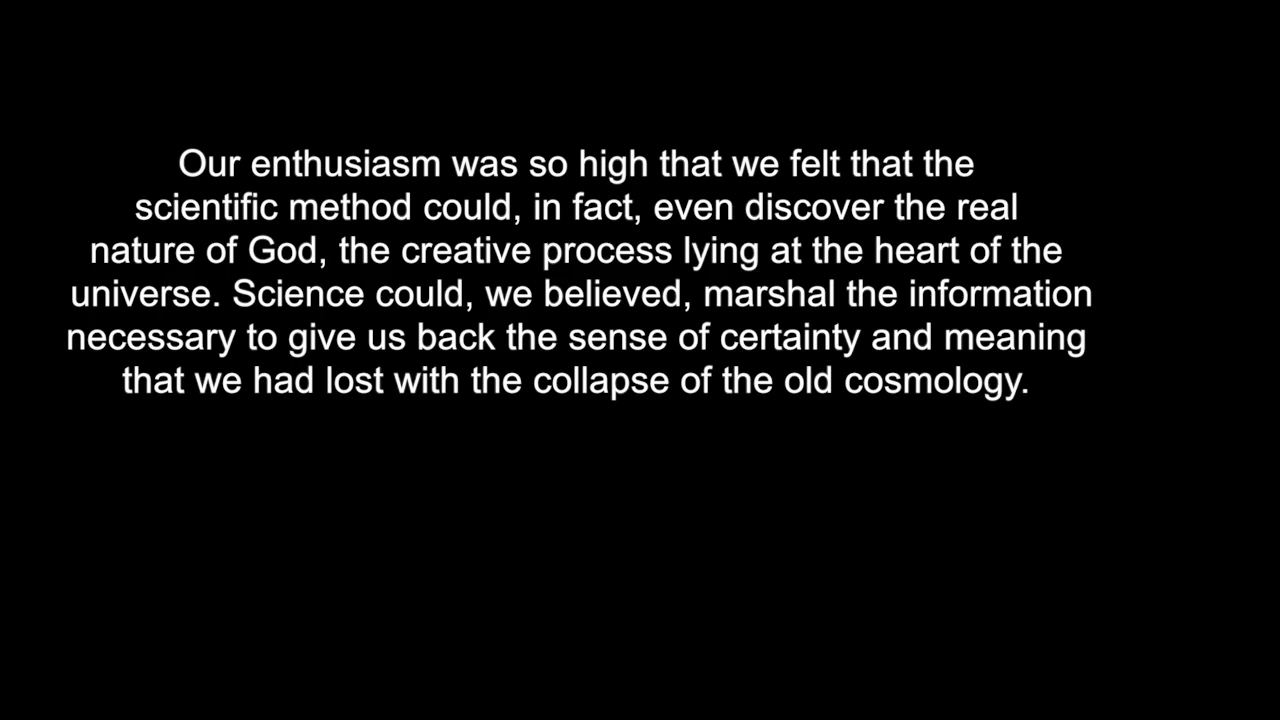 Our enthusiasm was so high that we felt that the
scientific method could, in fact, even discover the real
nature of God, the creative process lying at the heart of the
universe. Science could, we believed, marshal the information
necessary to give us back the sense of certainty and meaning
that we had lost with the collapse of the old cosmology.